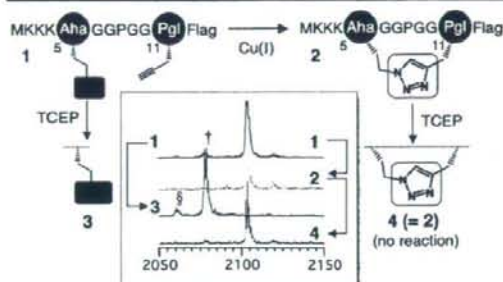 MKKK Aha GGPGG Pgl Flag
5 11
1
Cu(I)
MKKK Aha GGPGG Pgl Flag
5 11
2
N N N
TCEP
3
TCEP
N N N
4 (= 2)
(no reaction)
1 † 1
2
3 §
4
2050 2100 2150